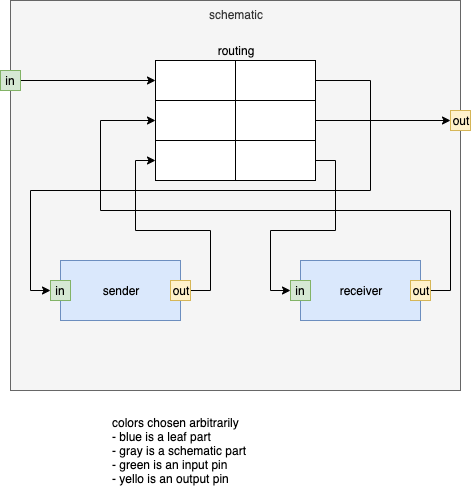 schematic
routing
in
out
in
sender
out
in
receiver
out
colors chosen arbitrarily
- blue is a leaf part
- gray is a schematic part
- green is an input pin
- yello is an output pin